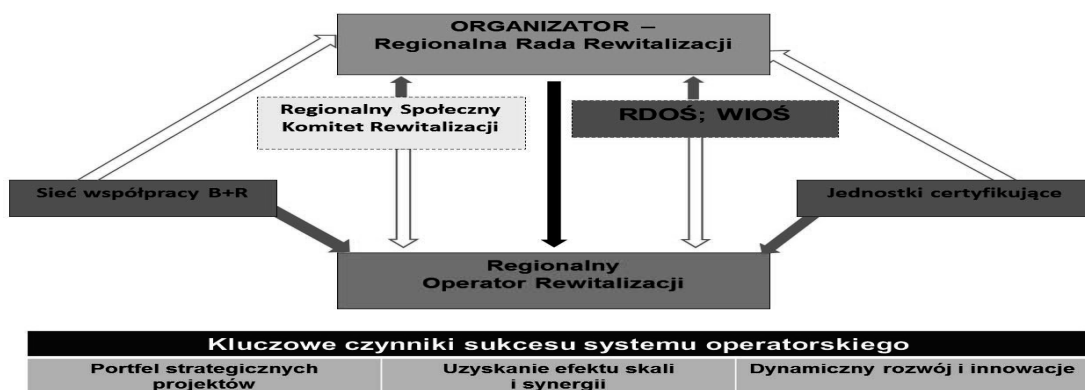 ORGANIZATOR –
Regionalna Rada Rewitalizacji
Regionalny Społeczny
Komitet Rewitalizacji
RDOŚ; WIOŚ
Sieć współpracy B+R
Jednostki certyfikujące
Regionalny
Operator Rewitalizacji
Kluczowe czynniki sukcesu systemu operatorskiego
Portfel strategicznych
projektów
Uzyskanie efektu skali
i synergii
Dynamiczny rozwój i innowacje